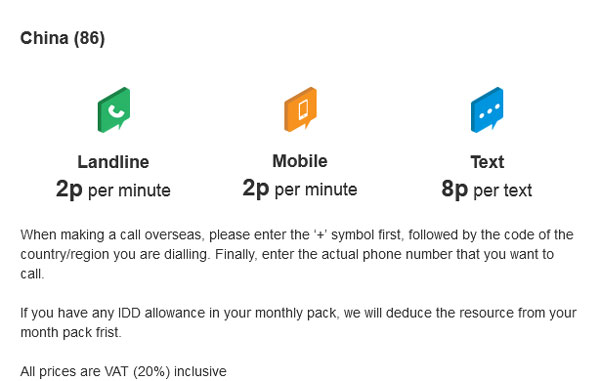 China (86)
Landline Mobile Text
2p per minute 2p per minute 8p per text
When making a call overseas, please enter the ‘+’ symbol first, followed by the code of the
country/region you are dialling. Finally, enter the actual phone number that you want to
call.
If you have any IDD allowance in your monthly pack, we will deduce the resource from your
month pack frist.
All prices are VAT (20%) inclusive